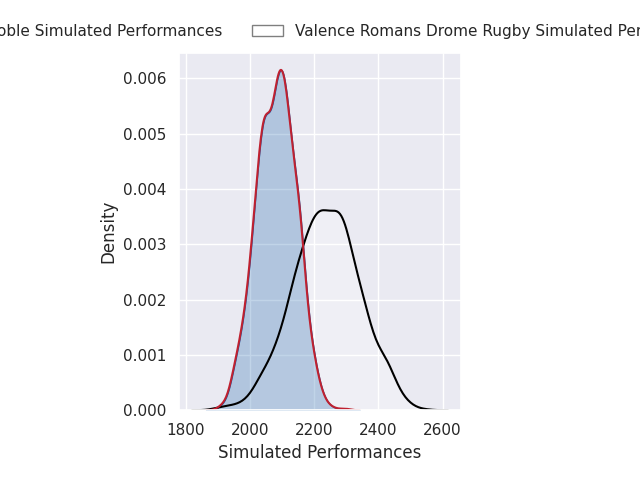 oble Simulated Performances Valence Romans Drome Rugby Simulated Per
0.006
0.005
0.004
0.003
0.002
0.001
0.000
Density
1800 2000 2200 2400 2600
Simulated Performances